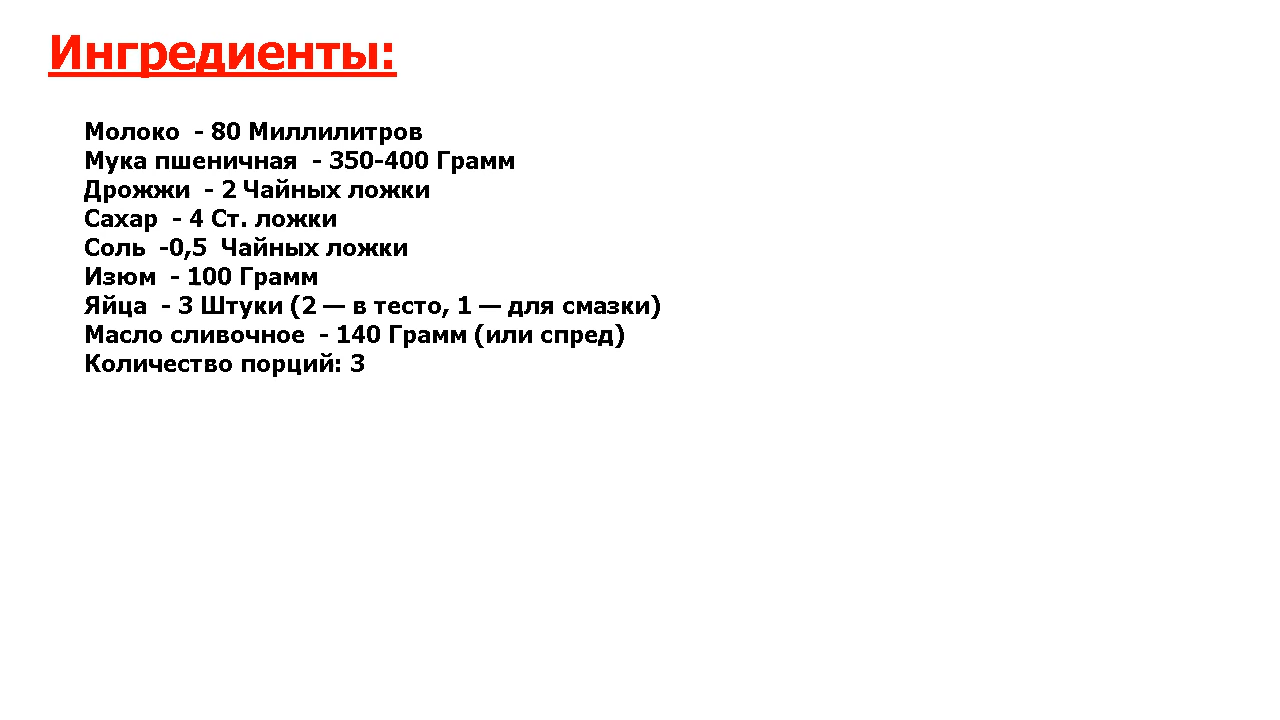 Ингредиенты:
Молоко  - 80 Миллилитров
Мука пшеничная  - 350-400 Грамм
Дрожжи  - 2 Чайных ложки
Сахар  - 4 Ст. ложки
Соль  -0,5  Чайных ложки
Изюм  - 100 Грамм
Яйца  - 3 Штуки (2 — в тесто, 1 — для смазки)
Масло сливочное  - 140 Грамм (или спред)
Количество порций: 3